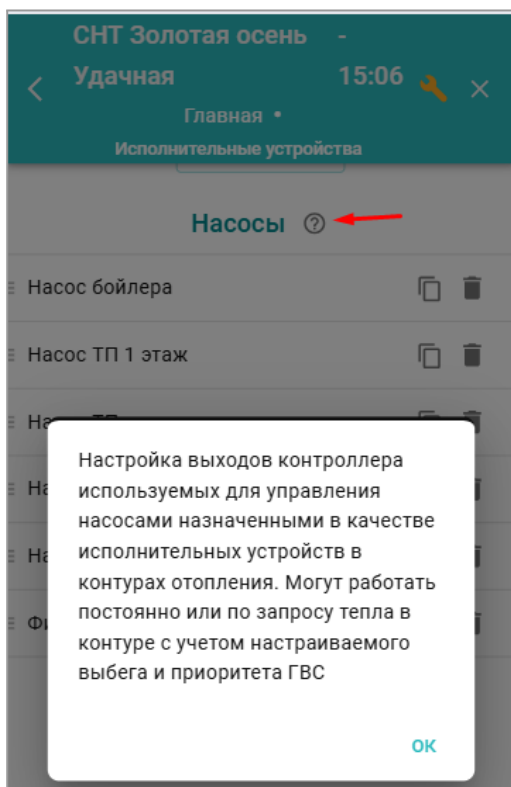 СНТ Золотая осень -
Удачная 15:06
Главная •
Исполнительные устройства
Насосы ?
Насос бойлера
Насос ТП 1 этаж
Настройка выходов контроллера
используемых для управления
насосами назначенными в качестве
исполнительных устройств в
контурах отопления. Могут работать
постоянно или по запросу тепла в
контуре с учетом настраиваемого
выбега и приоритета ГВС
ОК